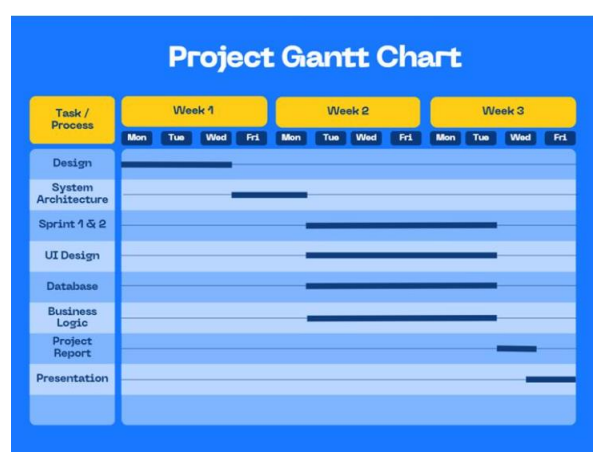 Project Gantt Chart
Task /
Process
Week 1
Week 2
Week 3
Mon Tue Wed Fri Mon Tue Wed Fri Mon Tue Wed Fri
Design
System
Architecture
Sprint 1 & 2
UI Design
Database
Business
Logic
Project
Report
Presentation